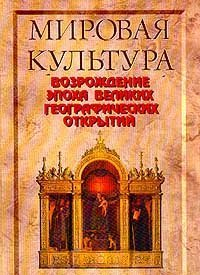 МИРОВАЯ
КУЛЬТУРА
ВОЗРОЖДЕНИЕ
ЭПОХА ВЕЛИКИХ
ГЕОГРАФИЧЕСКИХ
ОТКРЫТИЙ